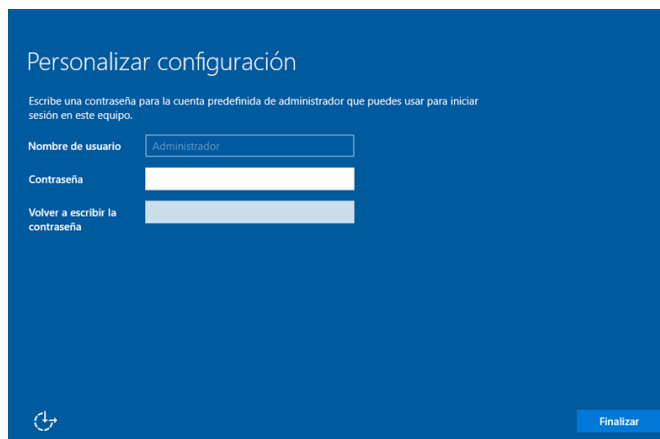 Personalizar configuración
Escribe una contraseña para la cuenta predefinida de administrador que puedes usar para iniciar
sesión en este equipo.
Nombre de usuario
Administrador
Contraseña
Volver a escribir la
contraseña
Finalizar